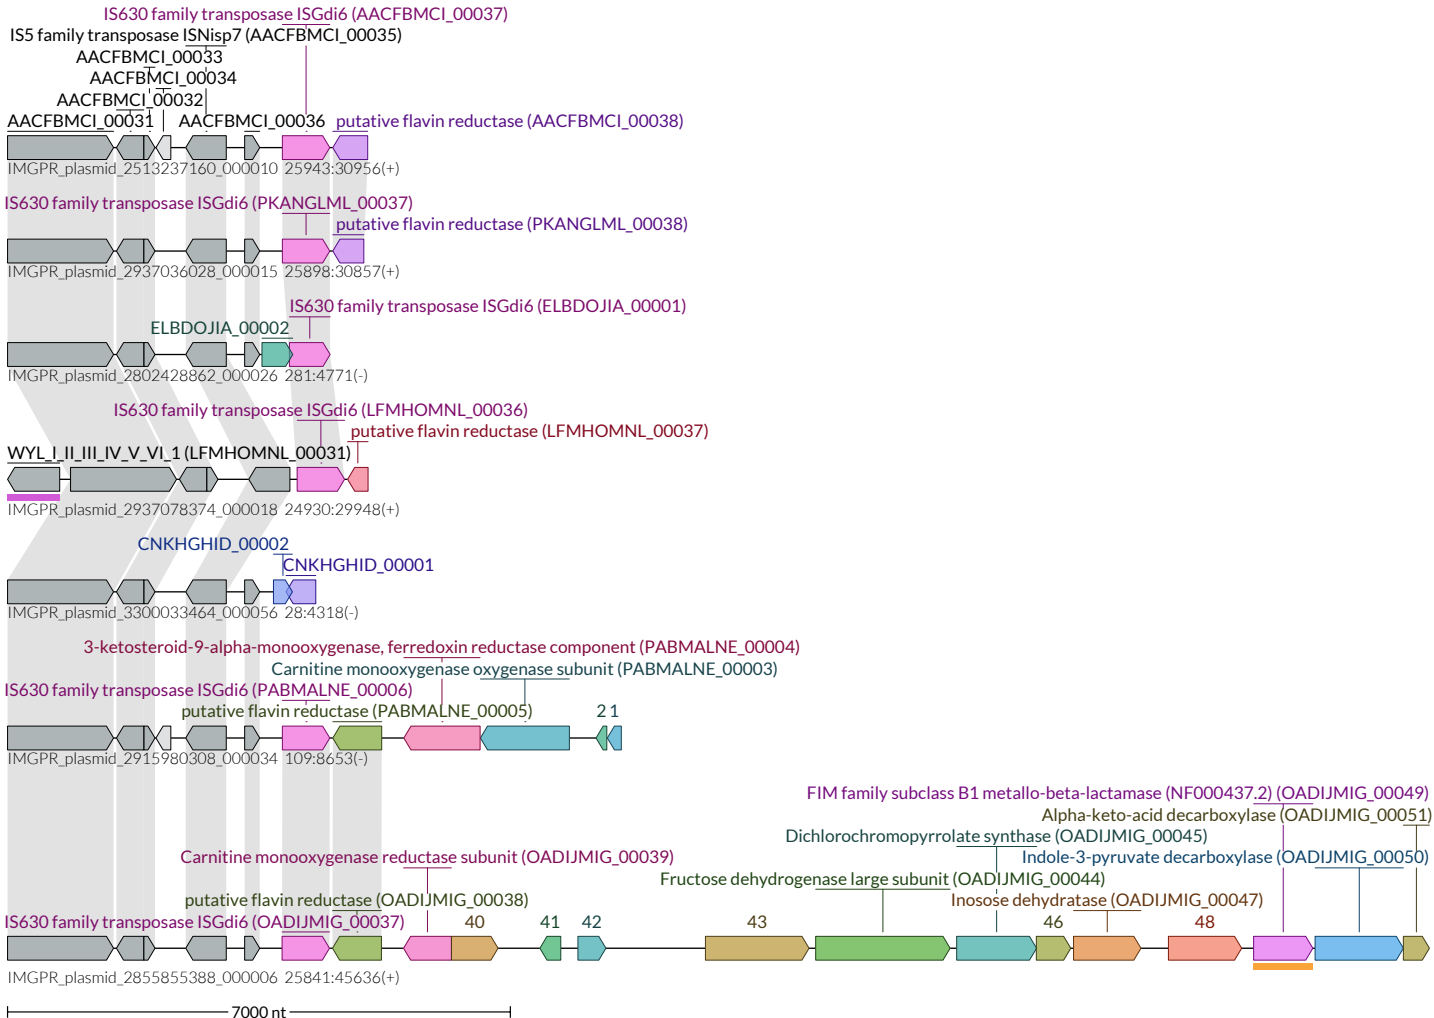 IS630 family transposase ISGdi6 (AACFBMCI_00037)
IS5 family transposase ISNisp7 (AACFBMCI_00035)
AACFBMCI_00033
AACFBMCI_00034
AACFBMCI_00032
AACFBMCI_00031 AACFBMCI_00036 putative flavin reductase (AACFBMCI_00038)
IMGPR_plasmid_2513237160_000010 25943:30956(+)
IS630 family transposase ISGdi6 (PKANGLML_00037)
putative flavin reductase (PKANGLML_00038)
IMGPR_plasmid_2937036028_000015 25898:30857(+)
IS630 family transposase ISGdi6 (ELBDOJIA_00001)
ELBDOJIA_00002
IMGPR_plasmid_2802428862_000026 281:4771(-)
IS630 family transposase ISGdi6 (LFMHOMNL_00036)
putative flavin reductase (LFMHOMNL_00037)
WYL_I_II_III_IV_V_VI_1 (LFMHOMNL_00031)
IMGPR_plasmid_2937078374_000018 24930:29948(+)
CNKHGHID_00002
CNKHGHID_00001
IMGPR_plasmid_3300033464_000056 28:4318(-)
3-ketosteroid-9-alpha-monooxygenase, ferredoxin reductase component (PABMALNE_00004)
Carnitine monooxygenase oxygenase subunit (PABMALNE_00003)
IS630 family transposase ISGdi6 (PABMALNE_00006)
putative flavin reductase (PABMALNE_00005) 2 1
IMGPR_plasmid_2915980308_000034 109:8653(-)
FIM family subclass B1 metallo-beta-lactamase (NF000437.2) (OADIJMIG_00049)
Alpha-keto-acid decarboxylase (OADIJMIG_00051)
Dichlorochromopyrrolate synthase (OADIJMIG_00045)
Carnitine monooxygenase reductase subunit (OADIJMIG_00039) Indole-3-pyruvate decarboxylase (OADIJMIG_00050)
Fructose dehydrogenase large subunit (OADIJMIG_00044)
putative flavin reductase (OADIJMIG_00038) Inosose dehydratase (OADIJMIG_00047)
IS630 family transposase ISGdi6 (OADIJMIG_00037) 40 41 42 43 46 48
IMGPR_plasmid_2855855388_000006 25841:45636(+)
7000 nt